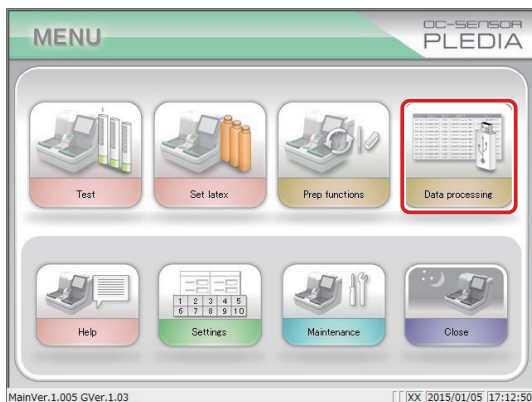 MENU
OC-SENSOR
PLEDIA
Test
Set latex
Prep functions
Data processing
1 2 3 4 5
6 7 8 9 10
Help
Settings
Maintenance
Close
MainVer.1.005 GVer.1.03
XX 2015/01/05 17:12:50